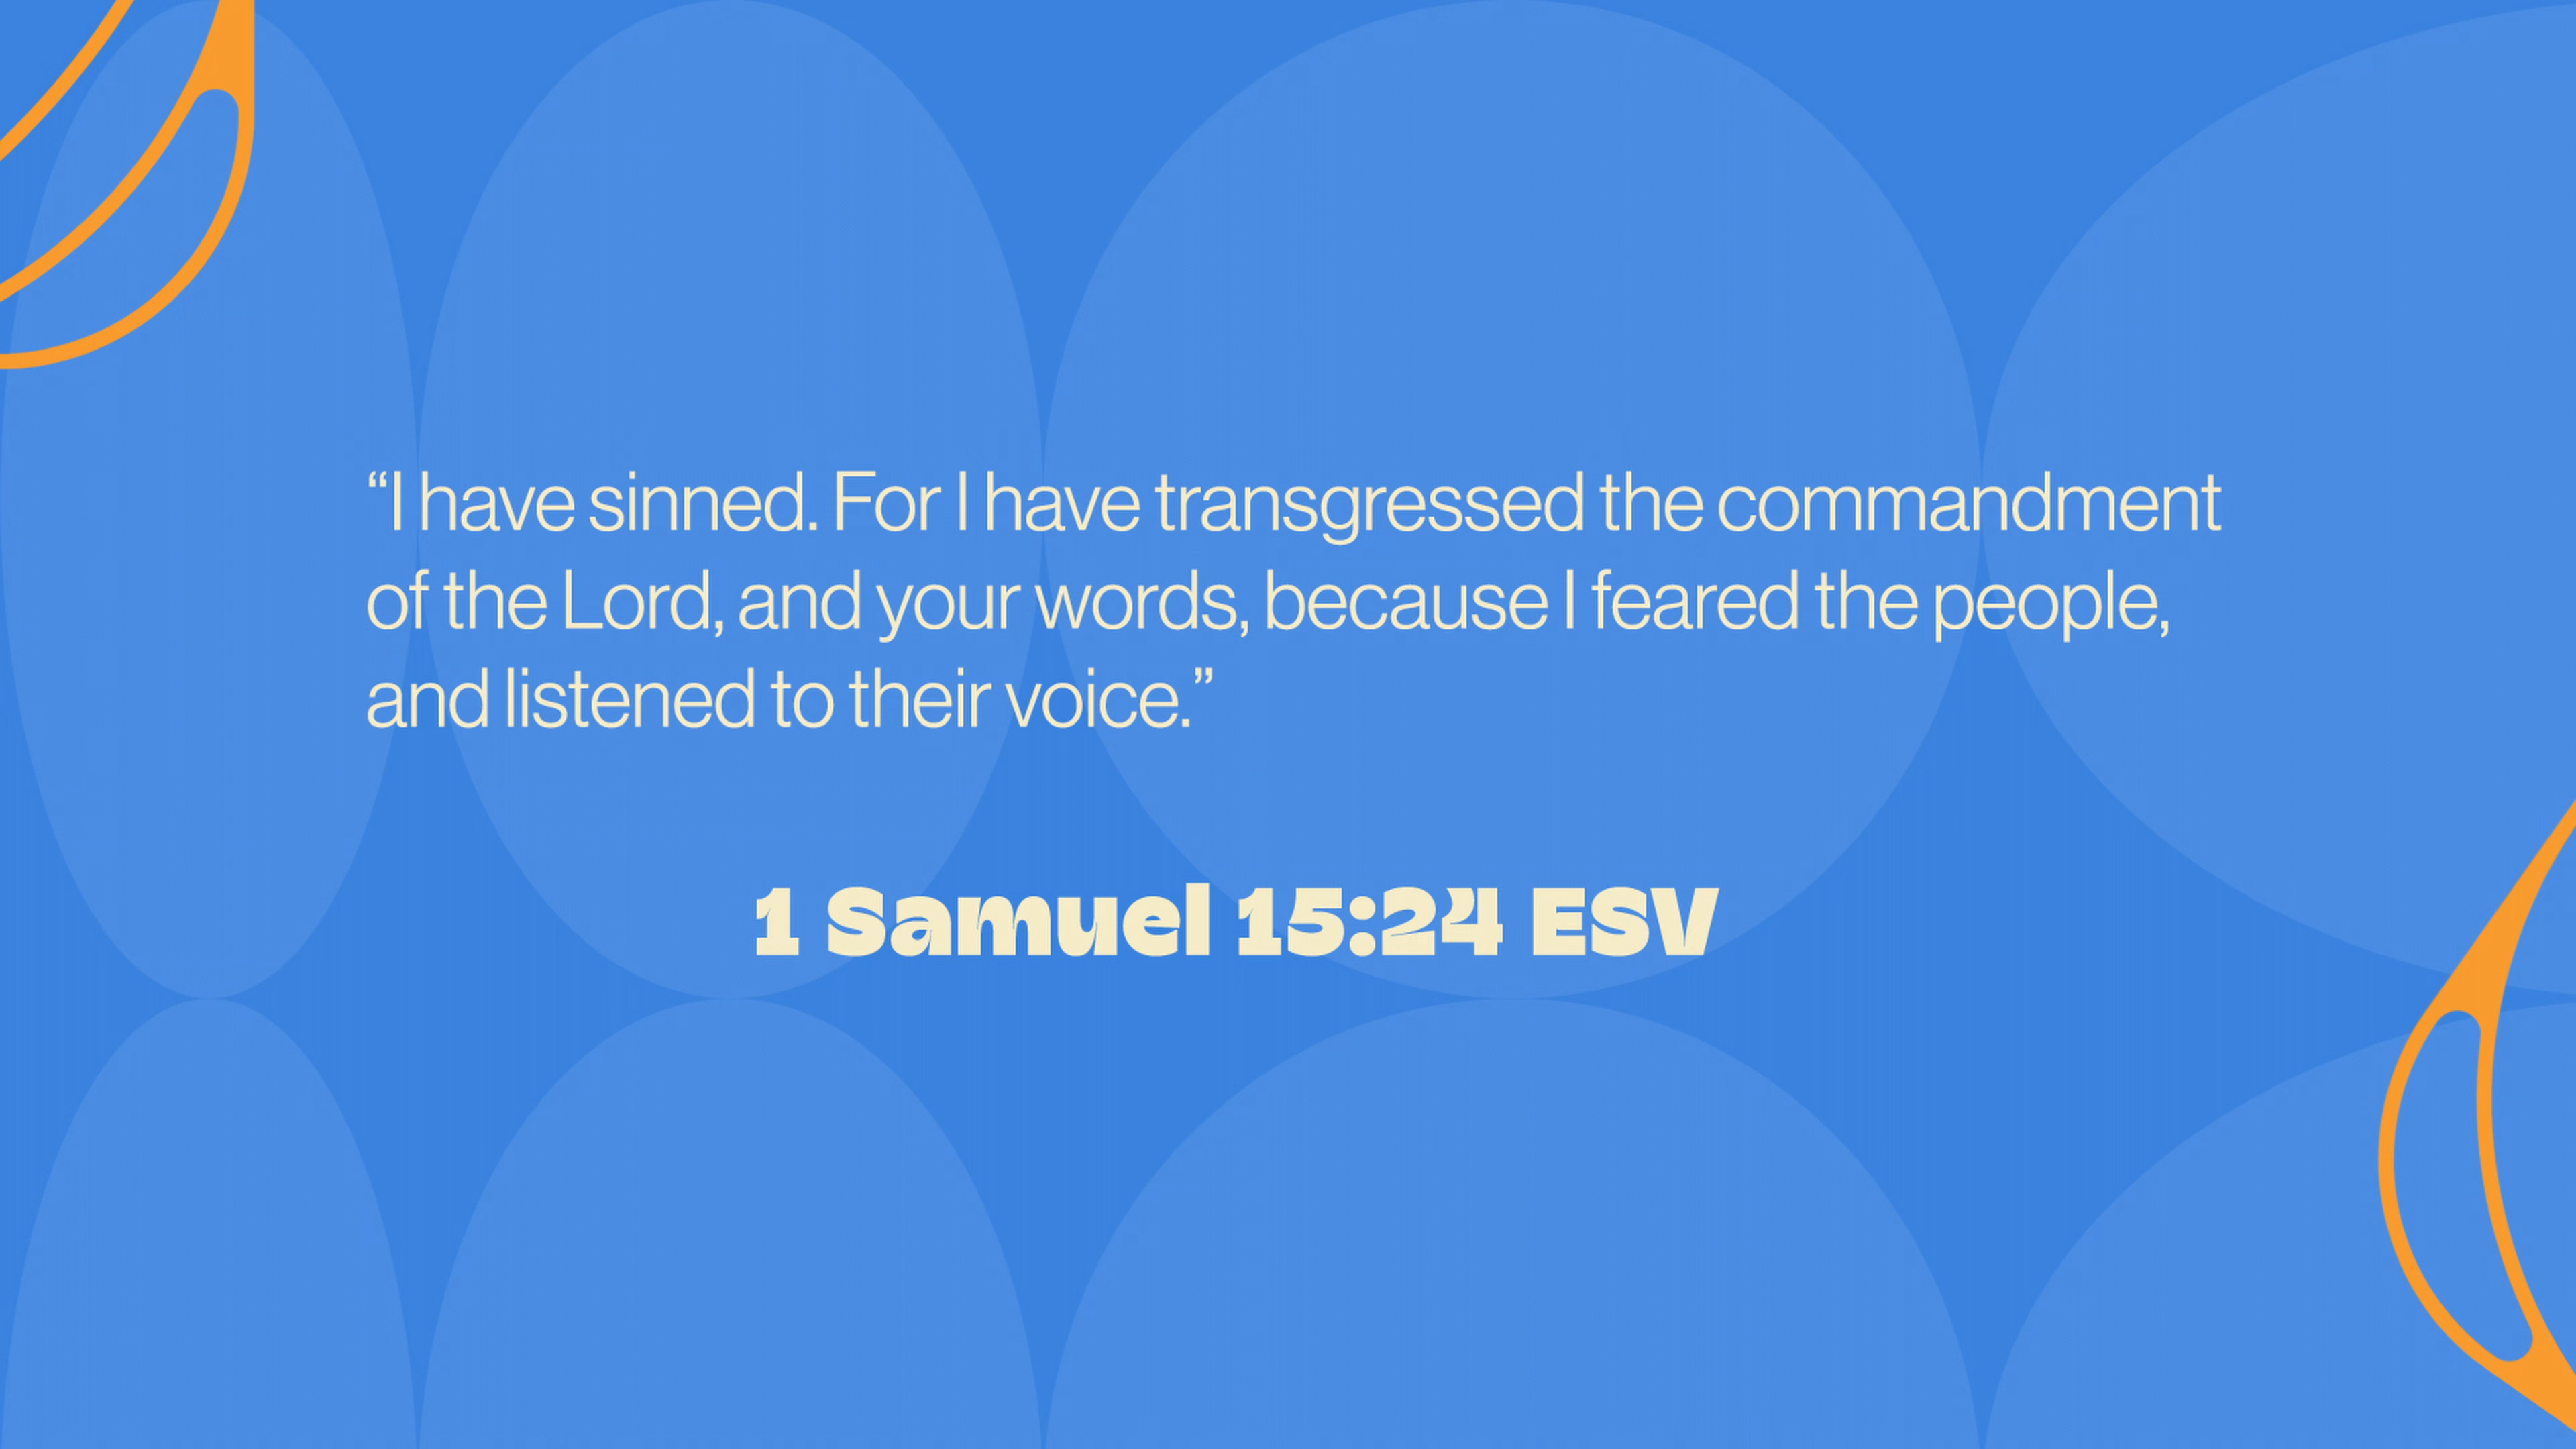 “I have sinned. For I have transgressed the commandment
of the Lord, and your words, because I feared the people,
and listened to their voice.”
1 Samuel 15:24 ESV